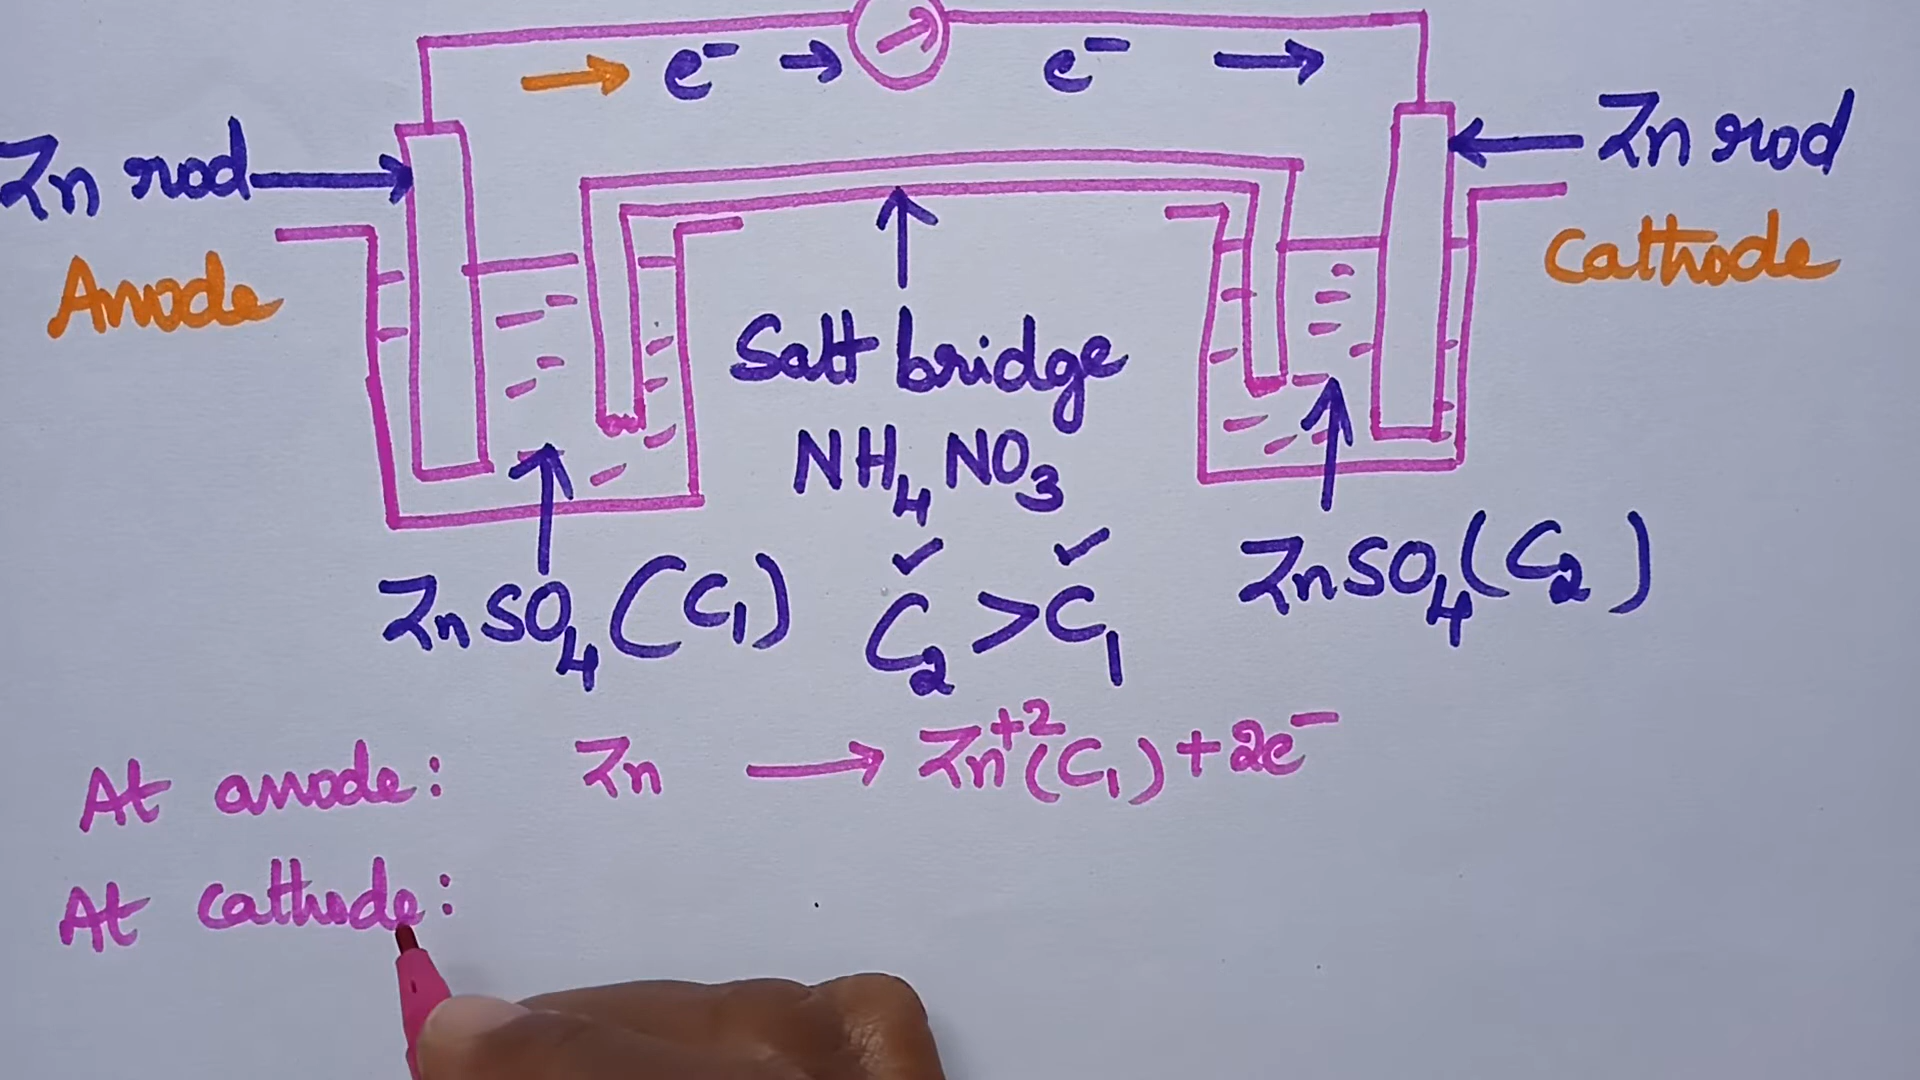 e⁻ e⁻
Zn rod Zn rod
Anode Cathode
Salt bridge
NH₄NO₃
ZnSO₄(C₁) C₂>C₁ ZnSO₄(C₂)
At anode: Zn → Zn⁺²(C₁)+2e⁻
At cathode: